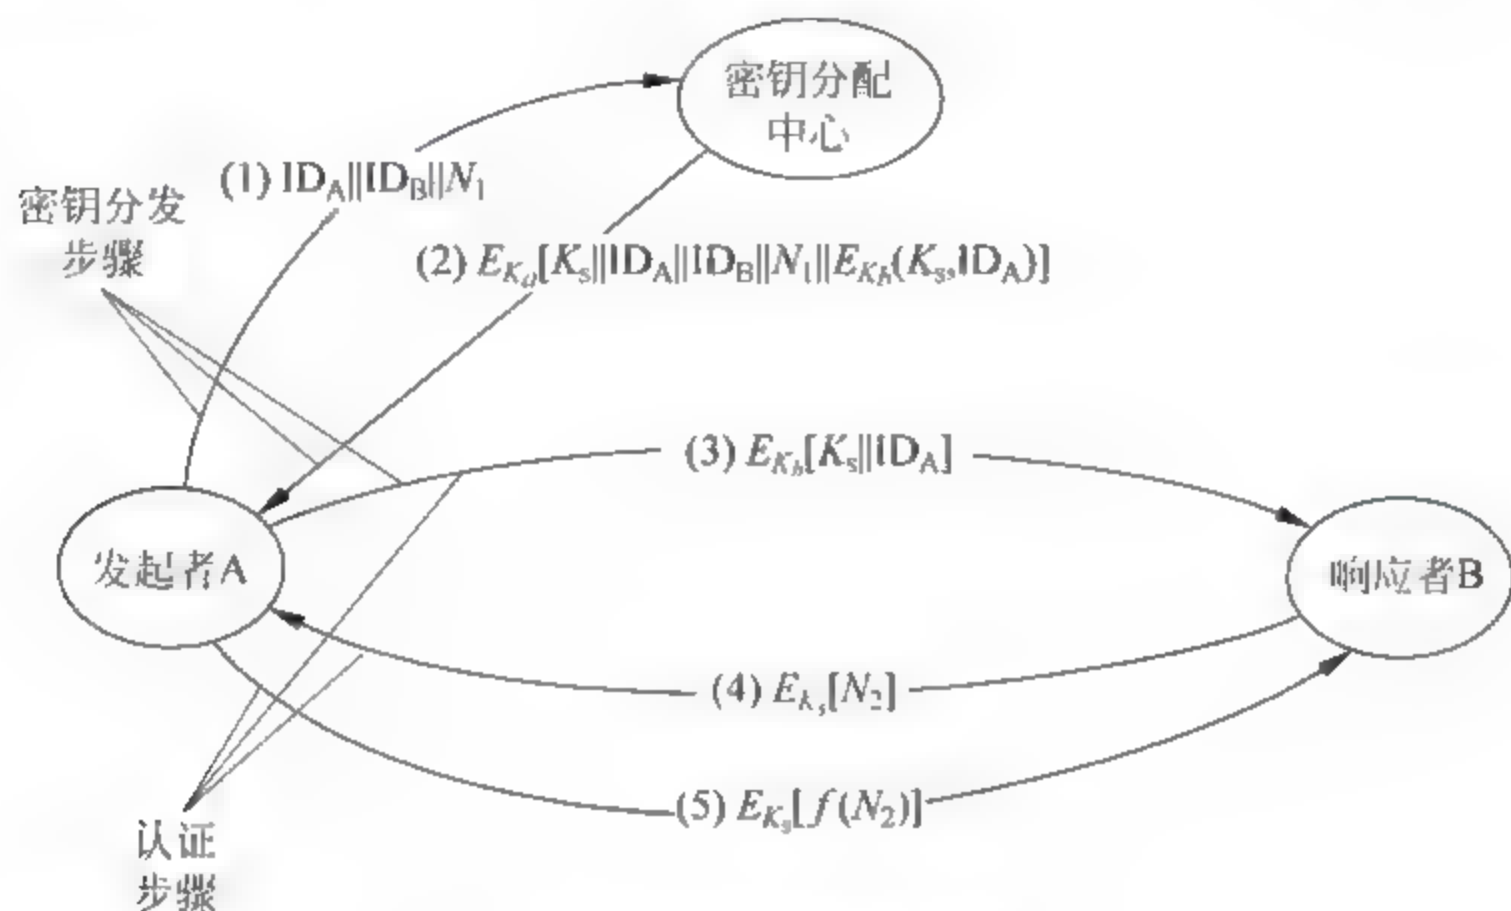 密钥分配
中心
(1) ID_A||ID_B||N_1
密钥分发
步骤
(2) E_{K_a}[K_s||ID_A||ID_B||N_1||E_{K_b}(K_s,ID_A)]
(3) E_{K_b}[K_s||ID_A]
发起者A
响应者B
(4) E_{K_s}[N_2]
(5) E_{K_s}[f(N_2)]
认证
步骤